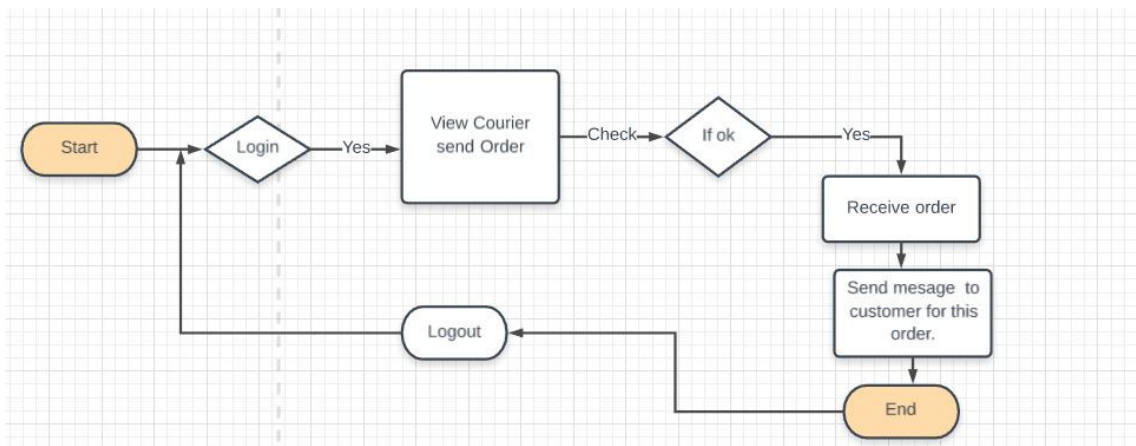 Start
Login
Yes
View Courier
send Order
Check
If ok
Yes
Receive order
Send mesage to
customer for this
order.
Logout
End